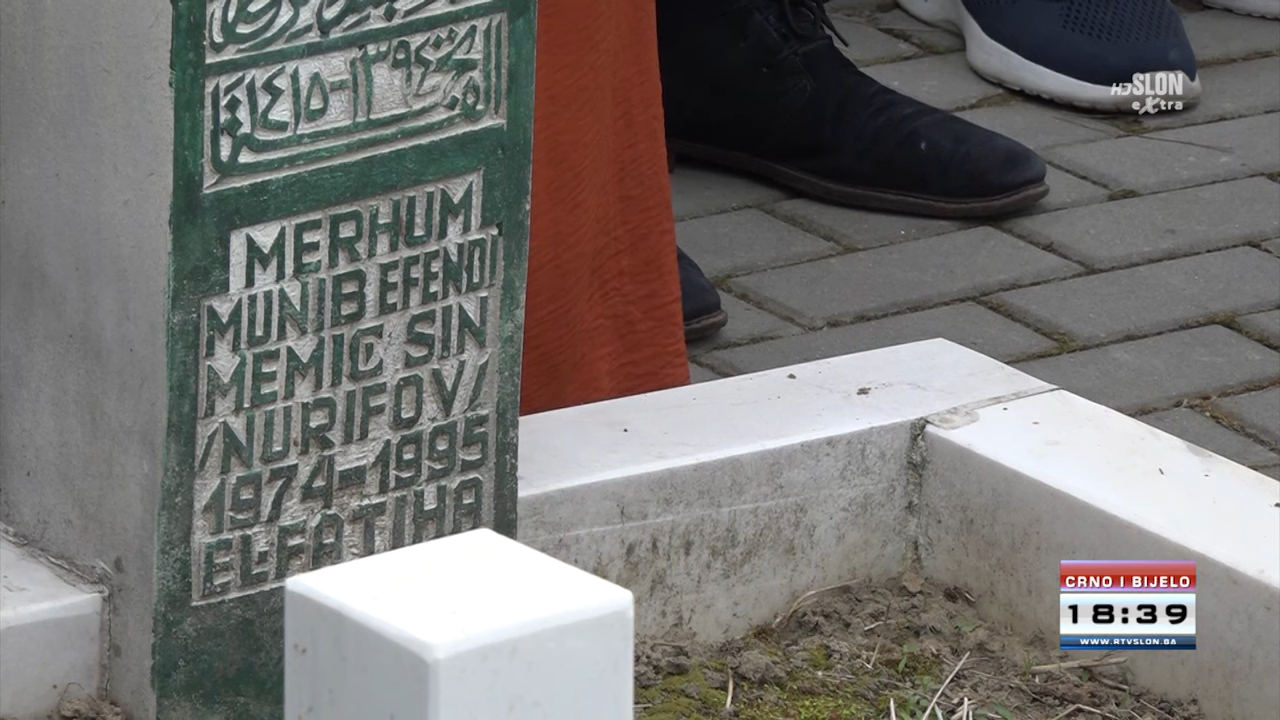 ١٣٩٤-١٤١٥
MERHUM
MUNIB EFENDI
MEMIC SIN
/NURIFOV/
1974-1995
EL-FATIHA
HD SLON
extra
CRNO I BIJELO
18:39
WWW.RTVSLON.BA